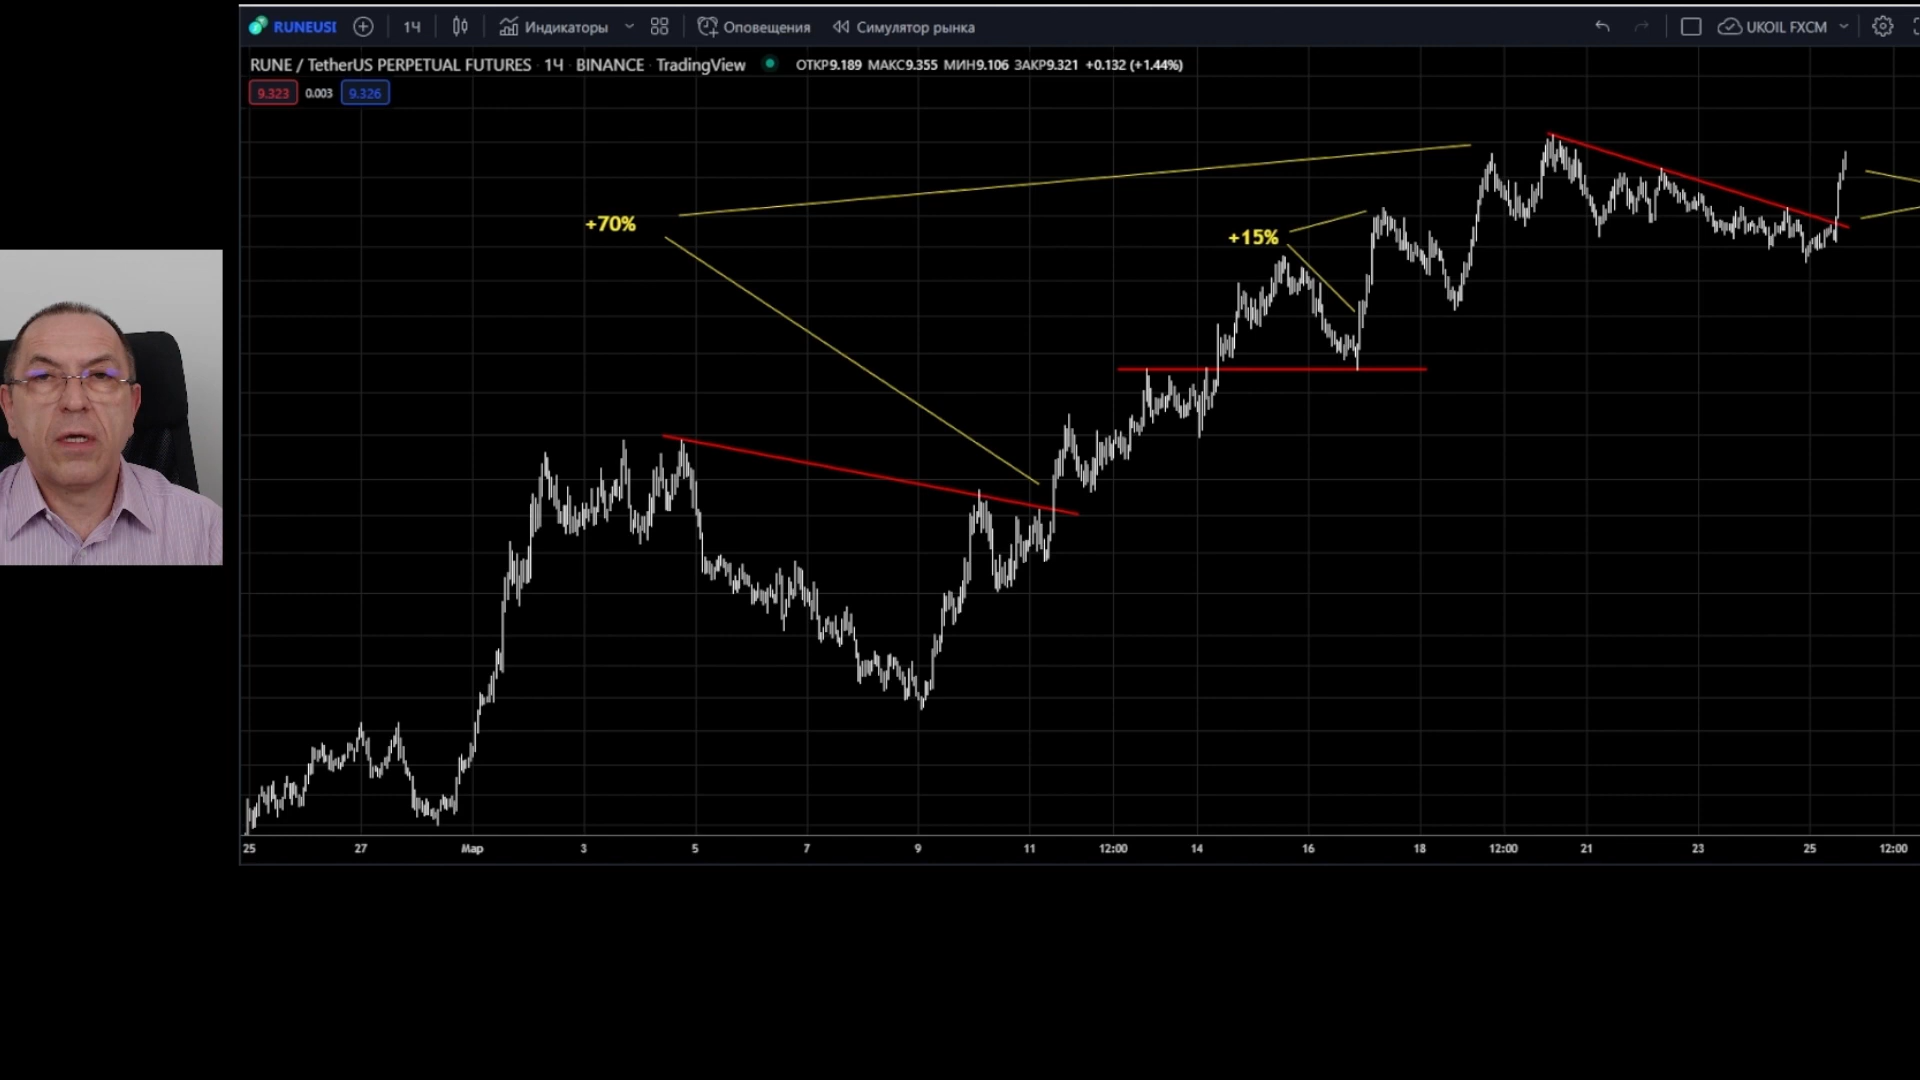 RUNEUSI 1Ч Индикаторы Оповещения Симулятор рынка UKOIL FXCM
RUNE / TetherUS PERPETUAL FUTURES · 1Ч · BINANCE · TradingView ОТКР9.189 МАКС9.355 МИН9.106 ЗАКР9.321 +0.132 (+1.44%)
9.323 0.003 9.326
+70%
+15%
25 27 Мар 3 5 7 9 11 12:00 14 16 18 12:00 21 23 25 12:00